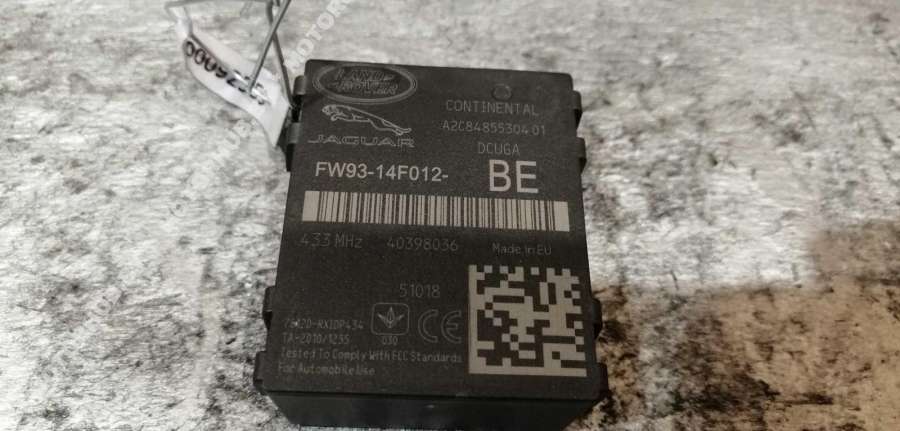 LAND
ROVER
JAGUAR
CONTINENTAL
A2C84855304 01
DCUGA
FW93-14F012-
BE
433 MHz 40398036 Made in EU
51018
TA-2010/1235
030
CE
Tested To Comply With FCC Standards
For Automobile Use